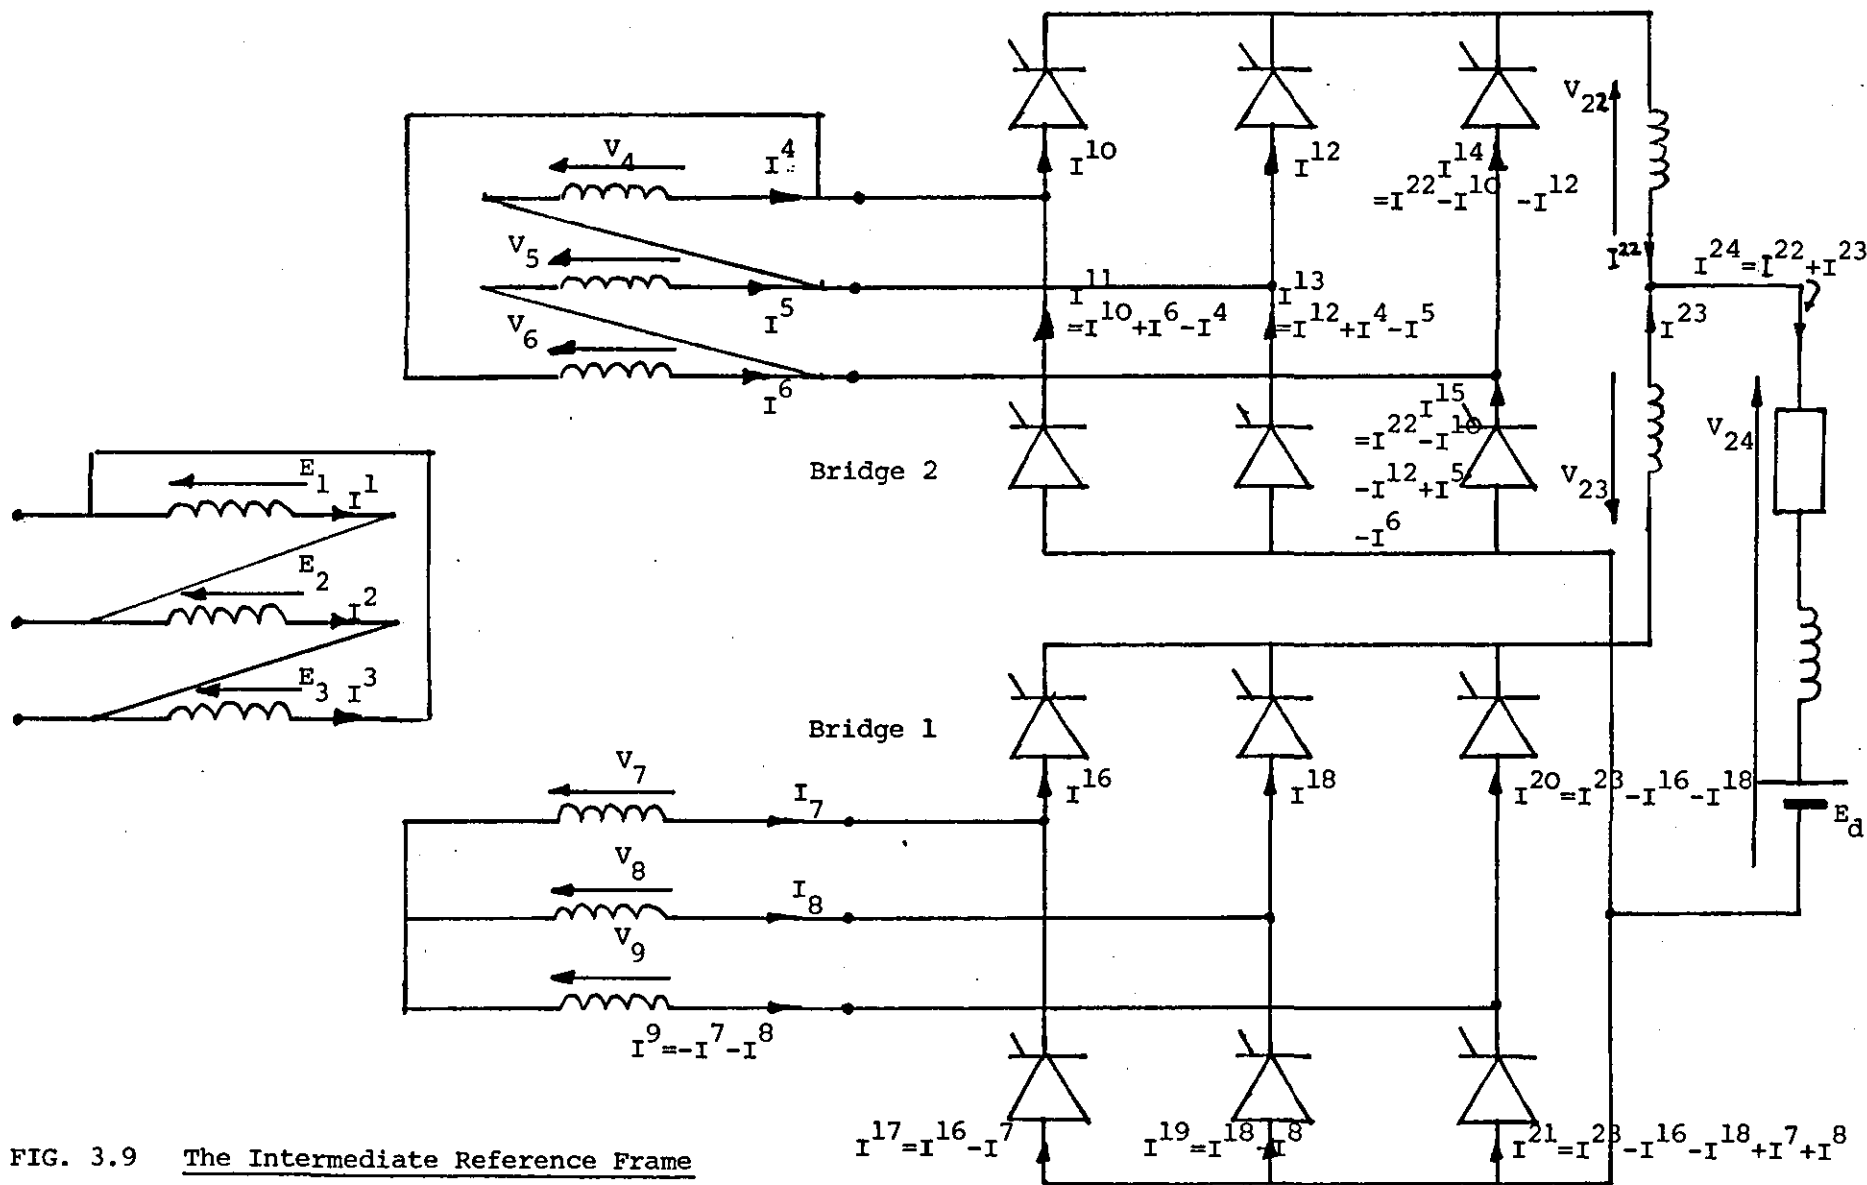 V₄
I⁴
V₅
I⁵
V₆
I⁶
I¹⁰
I¹²
I¹⁴
=I²²-I¹⁰-I¹²
V₂₂
I²²
I²⁴=I²²+I²³
I¹¹
=I¹⁰+I⁶-I⁴
I¹³
=I¹²+I⁴-I⁵
I²³
I¹⁵
=I²²-I¹⁰
-I¹²+I⁵
-I⁶
V₂₃
V₂₄
Bridge 2
E₁
I¹
E₂
I²
E₃
I³
Bridge 1
V₇
I₇
V₈
I₈
V₉
I⁹=-I⁷-I⁸
I¹⁶
I¹⁸
I²⁰=I²³-I¹⁶-I¹⁸
E_d
I¹⁷=I¹⁶-I⁷
I¹⁹=I¹⁸-I⁸
I²¹=I²³-I¹⁶-I¹⁸+I⁷+I⁸
FIG. 3.9 The Intermediate Reference Frame